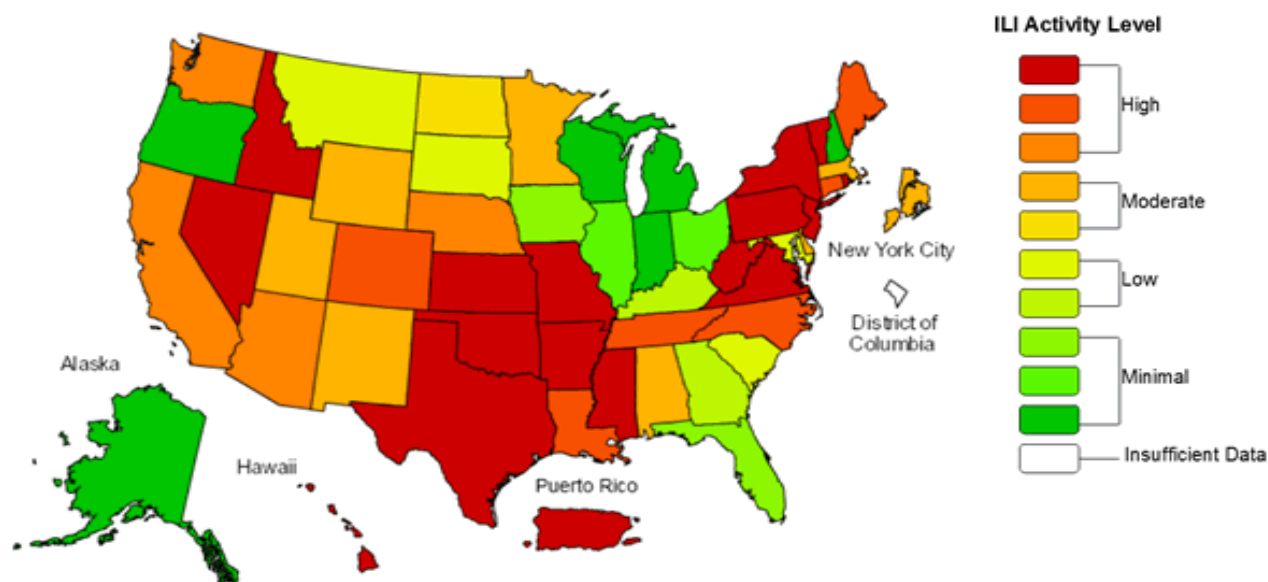 ILI Activity Level
High
Moderate
Low
Minimal
Insufficient Data
New York City
District of
Columbia
Alaska
Hawaii
Puerto Rico